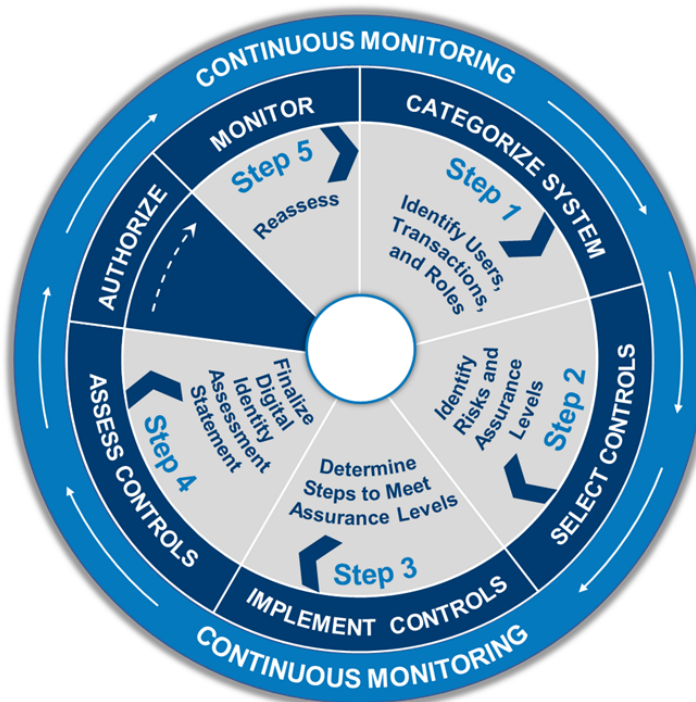 CONTINUOUS MONITORING
CATEGORIZE SYSTEM
Step 1
Identify Users,
Transactions,
and Roles
SELECT CONTROLS
Step 2
Identify
Risks and
Assurance
Levels
IMPLEMENT CONTROLS
Step 3
Determine
Steps to Meet
Assurance Levels
ASSESS CONTROLS
Step 4
Finalize
Digital
Identity
Assessment
Statement
AUTHORIZE
MONITOR
Step 5
Reassess
CONTINUOUS MONITORING